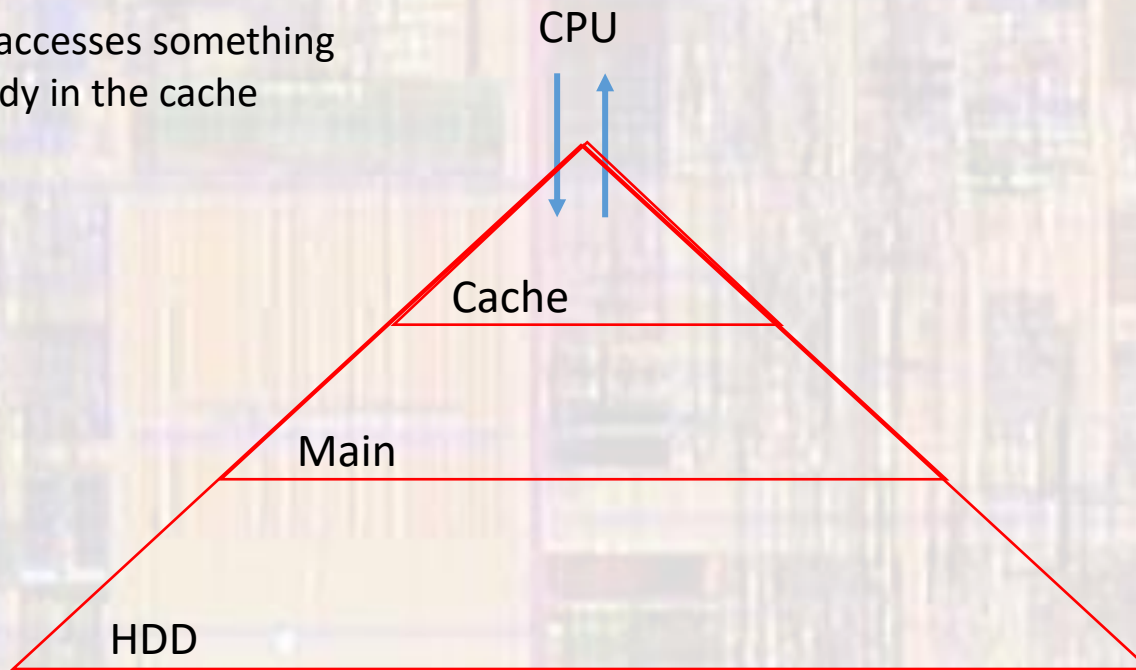 accesses something
dy in the cache
CPU
Cache
Main
HDD